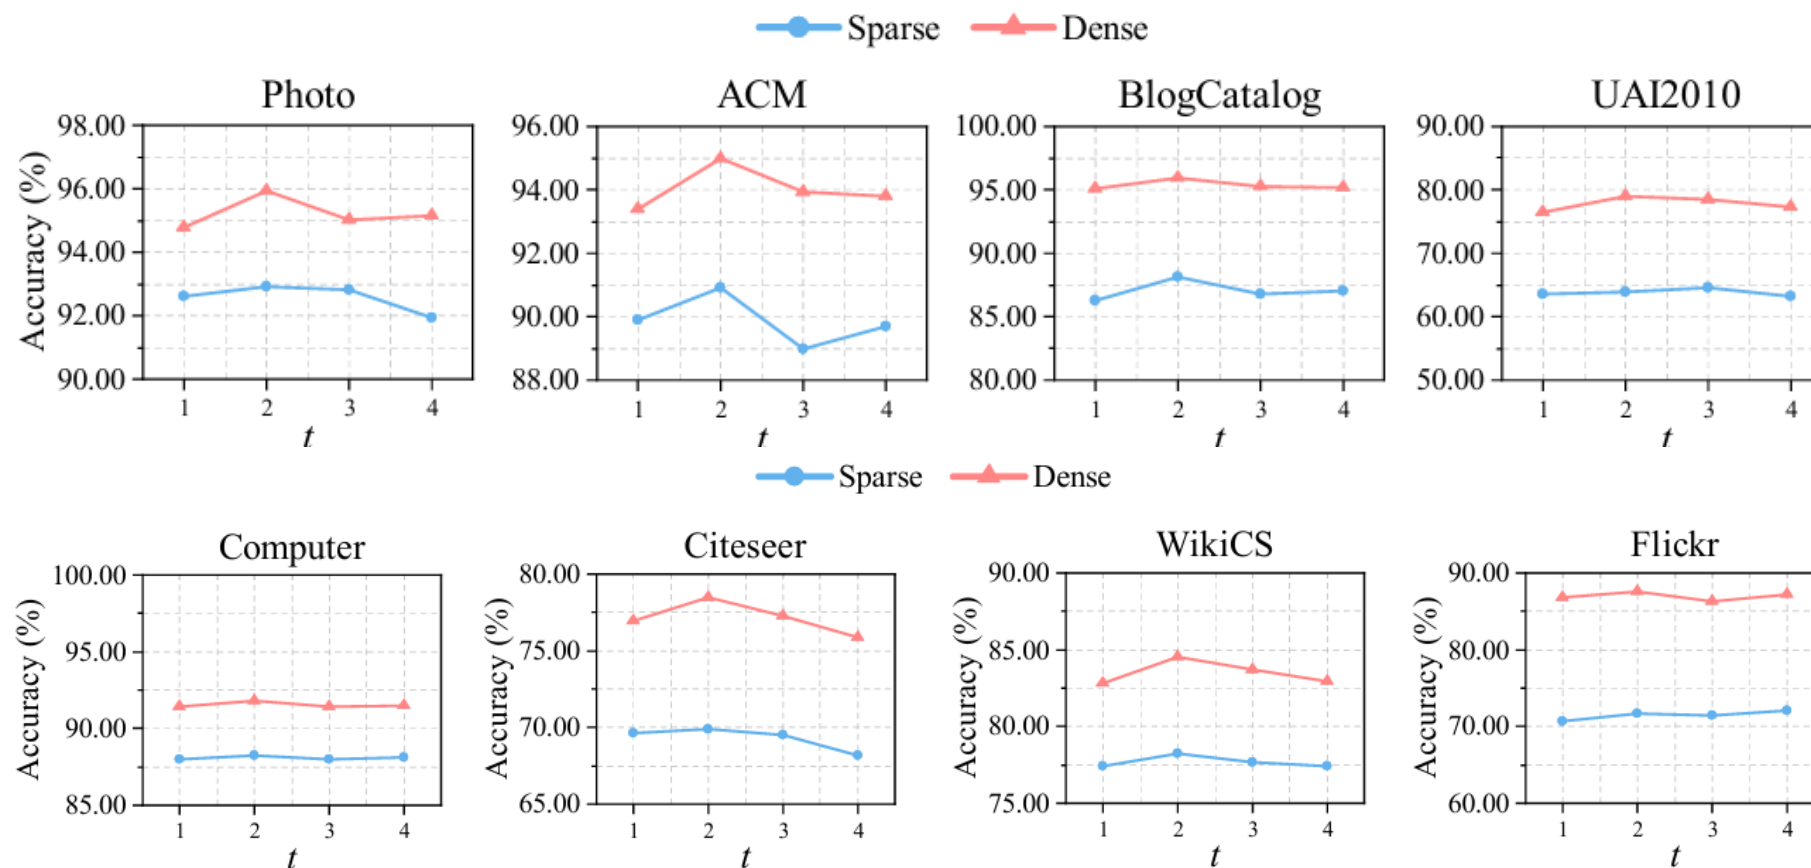 Sparse Dense
Photo ACM BlogCatalog UAI2010
Accuracy (%)
98.00
96.00
94.00
92.00
90.00
1 2 3 4
t
96.00
94.00
92.00
90.00
88.00
1 2 3 4
t
100.00
95.00
90.00
85.00
80.00
1 2 3 4
t
90.00
80.00
70.00
60.00
50.00
1 2 3 4
t
Sparse Dense
Computer Citeseer WikiCS Flickr
Accuracy (%)
100.00
95.00
90.00
85.00
1 2 3 4
t
Accuracy (%)
80.00
75.00
70.00
65.00
1 2 3 4
t
Accuracy (%)
90.00
85.00
80.00
75.00
1 2 3 4
t
Accuracy (%)
90.00
80.00
70.00
60.00
1 2 3 4
t